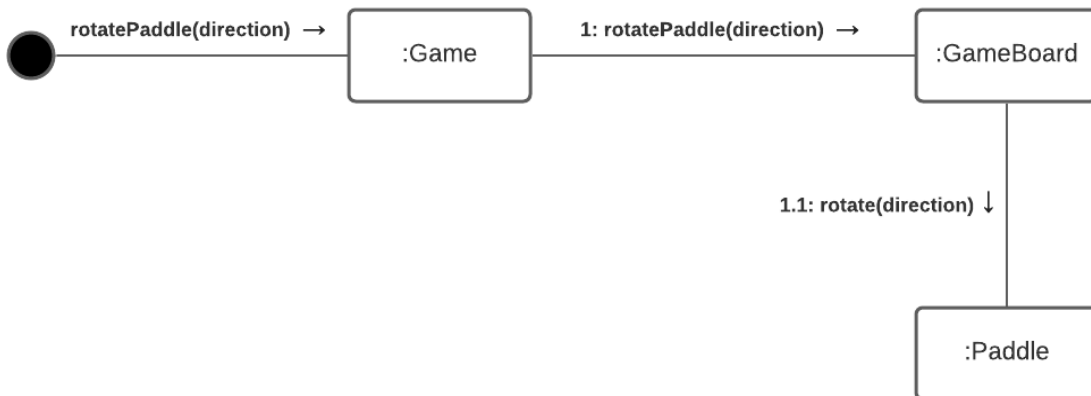 rotatePaddle(direction) →
:Game
1: rotatePaddle(direction) →
:GameBoard
1.1: rotate(direction) ↓
:Paddle